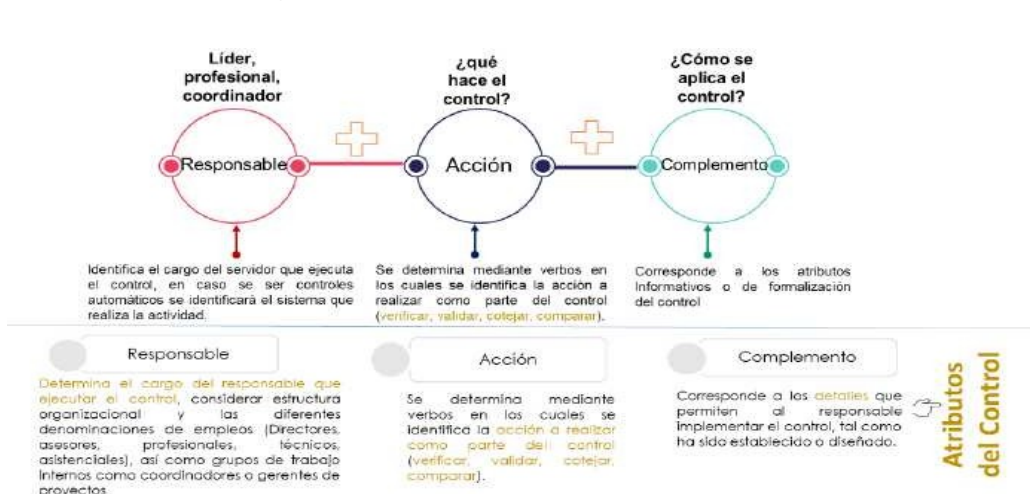 Líder,
profesional,
coordinador
¿qué
hace el
control?
¿Cómo se
aplica el
control?
Responsable
Acción
Complemento
Identifica el cargo del servidor que ejecuta
el control, en caso se ser controles
automáticos se identificará el sistema que
realiza la actividad.
Se determina mediante verbos en
los cuales se identifica la acción a
realizar como parte del control
(verificar, validar, cotejar, comparar).
Corresponde a los atributos
Informativos o de formalización
del control
Responsable
Determina el cargo del responsable que
ejecutar el control, considerar estructura
organizacional y las diferentes
denominaciones de empleos (Directores,
asesores, profesionales, técnicos,
asistenciales), así como grupos de trabajo
internos como coordinadores o gerentes de
proyectos
Acción
Se determina mediante
verbos en los cuales se
identifica la acción a realizar
como parte dell control
(verificar, validar, cotejar,
comparar).
Complemento
Corresponde a los detalles que
permiten al responsable
implementar el control, tal como
ha sido establecido o diseñado.
Atributos
del Control